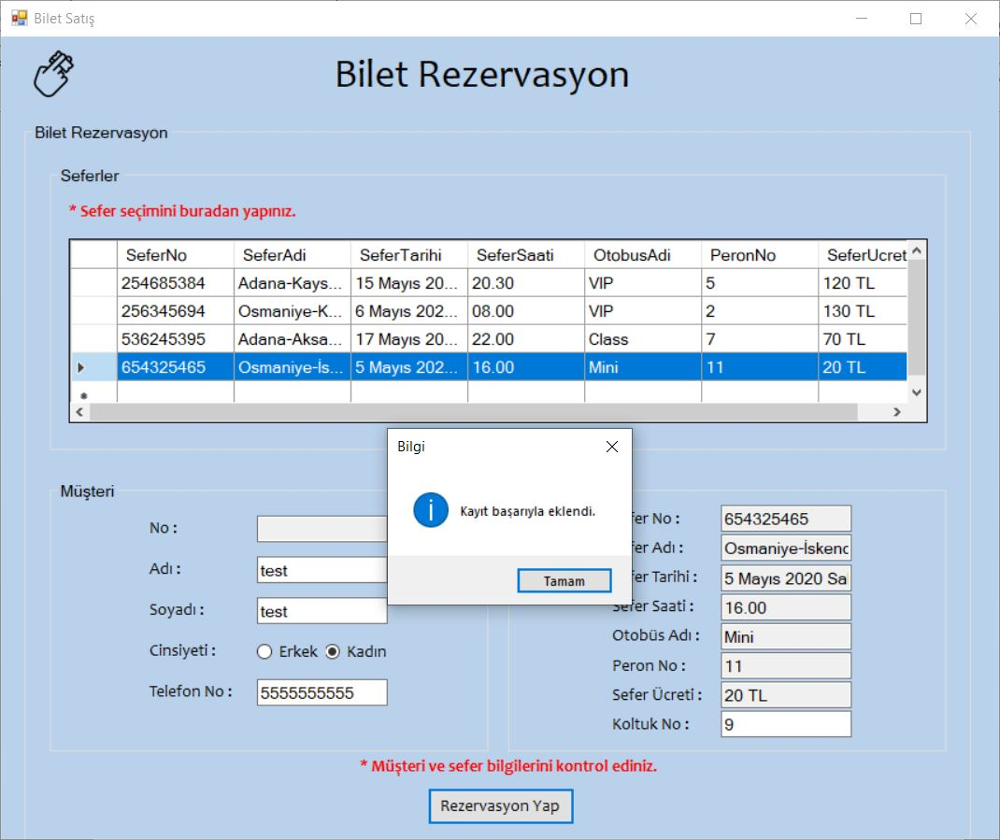 Bilet Satış
Bilet Rezervasyon
Bilet Rezervasyon
Seferler
* Sefer seçimini buradan yapınız.
SeferNo SeferAdi SeferTarihi SeferSaati OtobusAdi PeronNo SeferUcret
254685384 Adana-Kays... 15 Mayıs 20... 20.30 VIP 5 120 TL
256345694 Osmaniye-K... 6 Mayıs 202... 08.00 VIP 2 130 TL
536245395 Adana-Aksa... 17 Mayıs 20... 22.00 Class 7 70 TL
654325465 Osmaniye-İs... 5 Mayıs 202... 16.00 Mini 11 20 TL
Bilgi
Kayıt başarıyla eklendi.
Tamam
Müşteri
No :
Adı : test
Soyadı : test
Cinsiyeti : Erkek Kadın
Telefon No : 5555555555
fer No : 654325465
fer Adı : Osmaniye-İskend
fer Tarihi : 5 Mayıs 2020 Sal
Sefer Saati : 16.00
Otobüs Adı : Mini
Peron No : 11
Sefer Ücreti : 20 TL
Koltuk No : 9
* Müşteri ve sefer bilgilerini kontrol ediniz.
Rezervasyon Yap